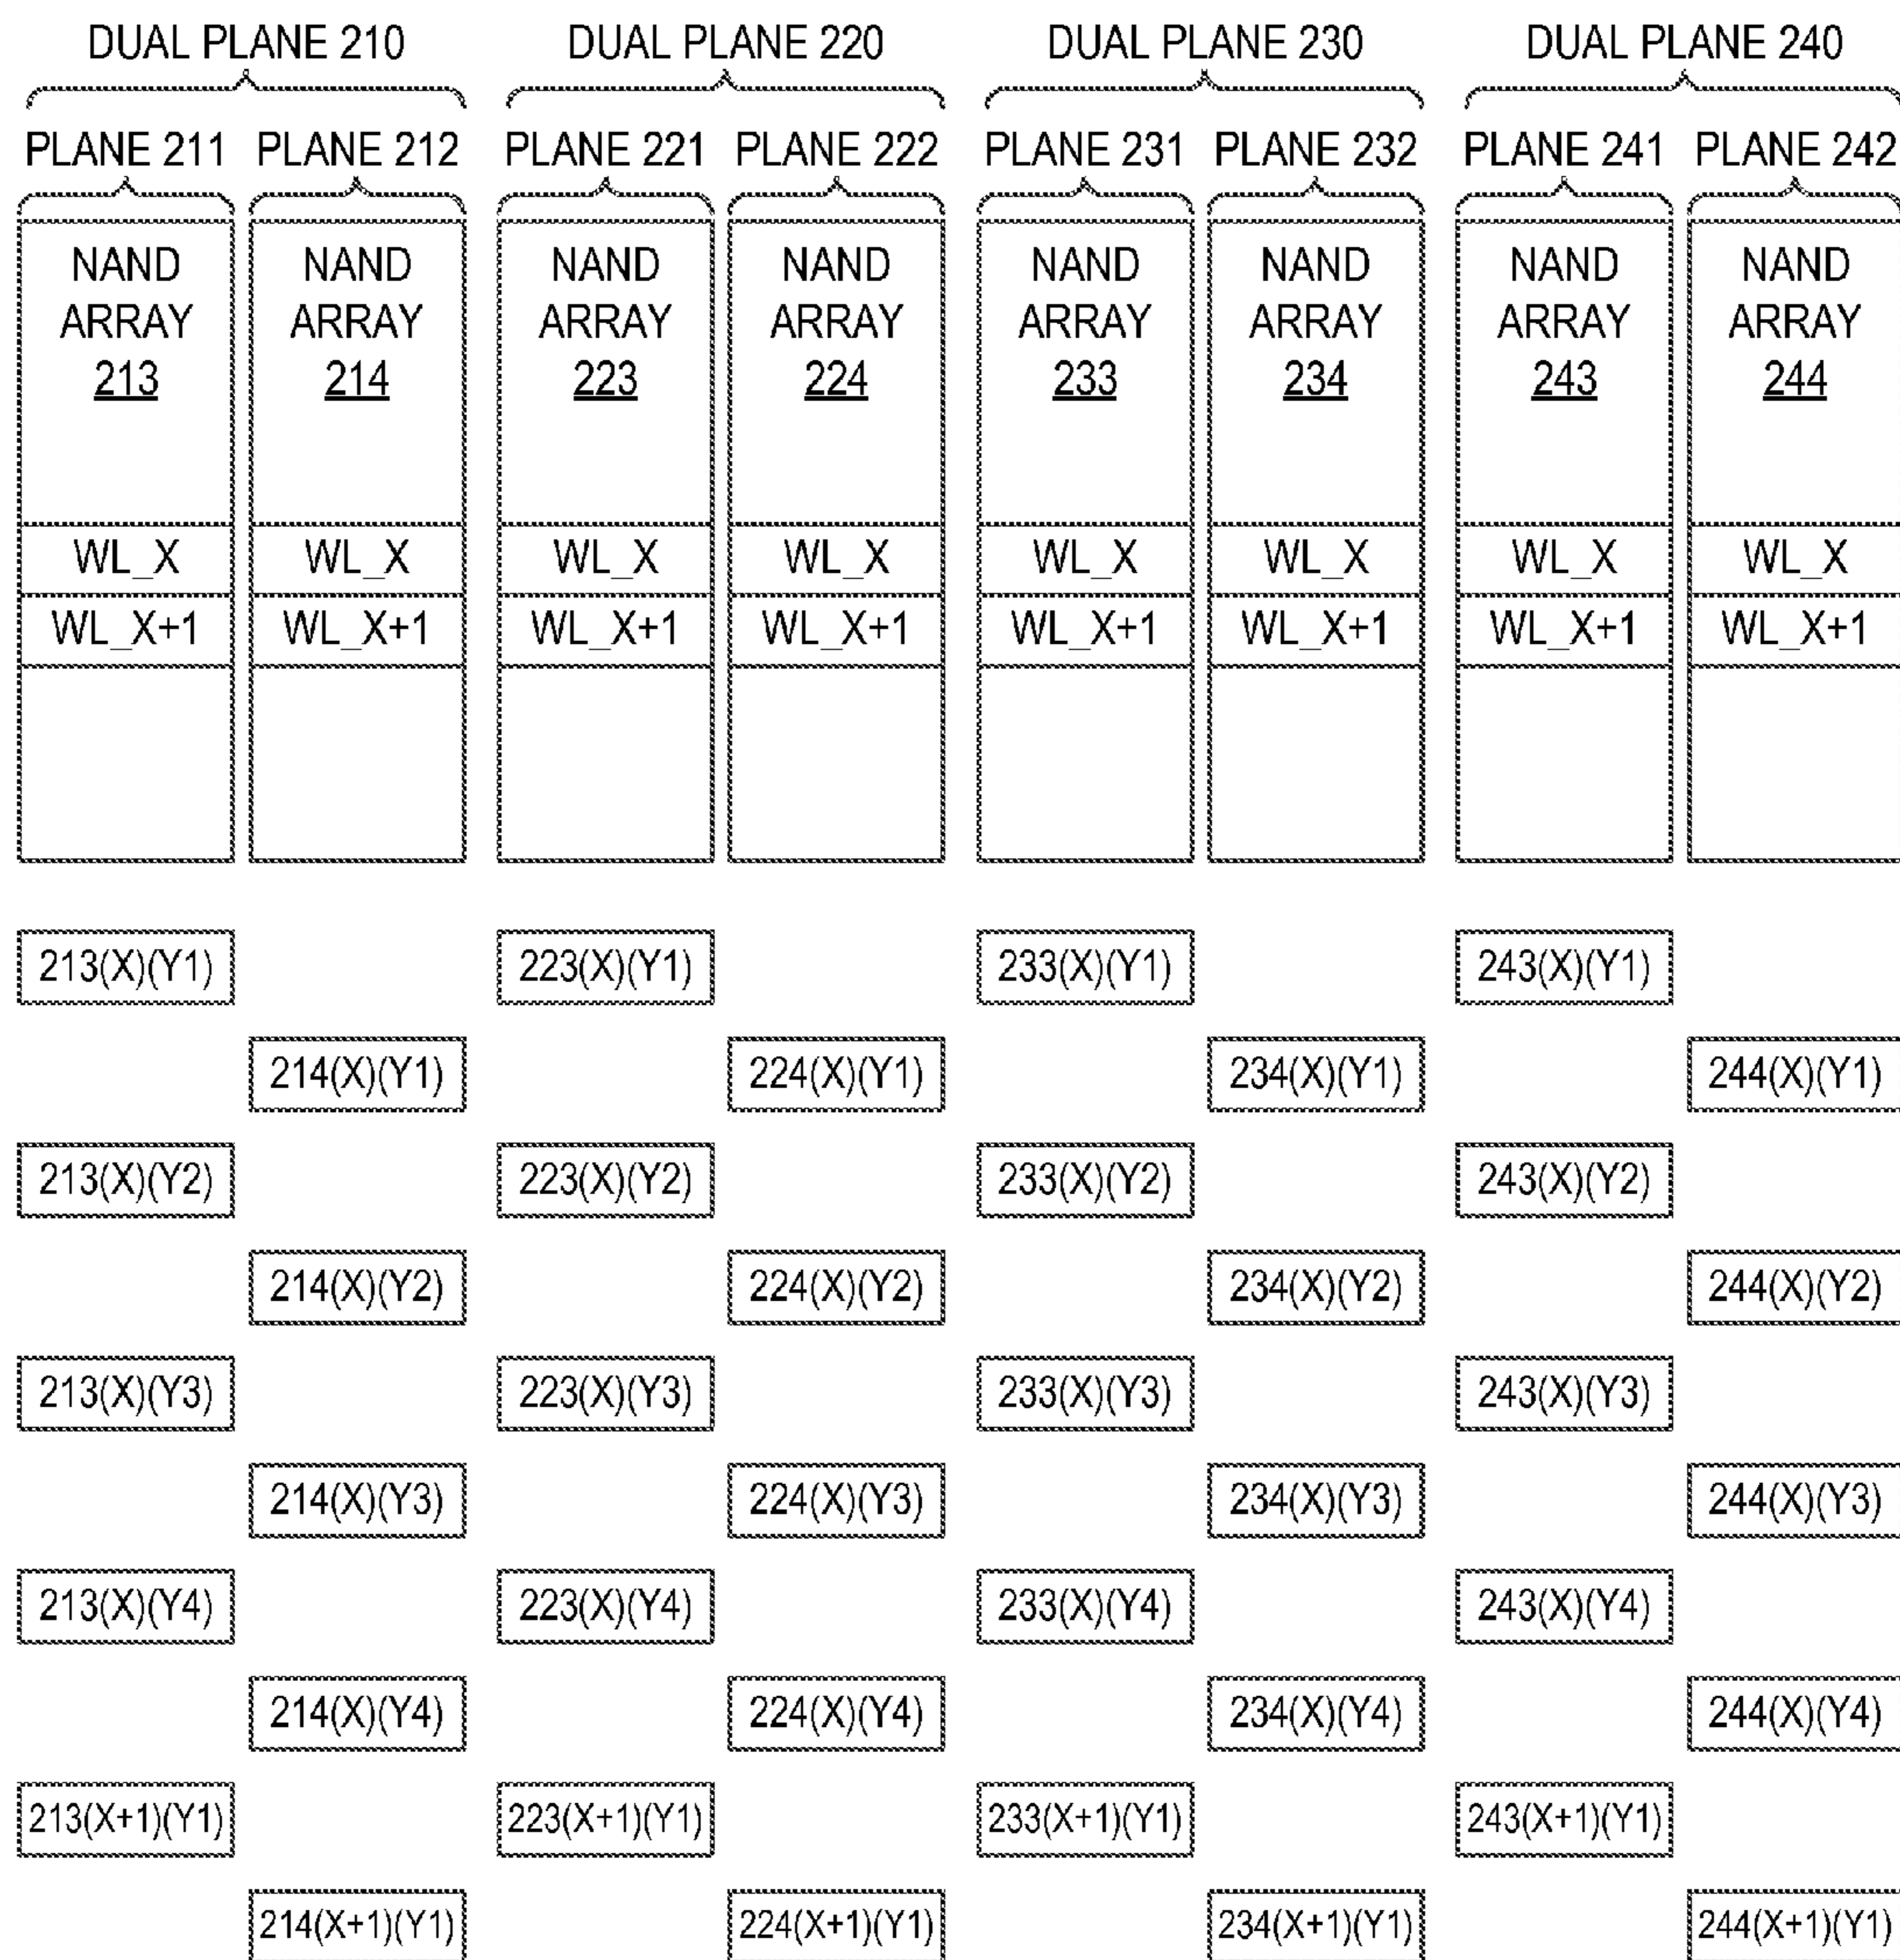 DUAL PLANE 210 DUAL PLANE 220 DUAL PLANE 230 DUAL PLANE 240
PLANE 211 PLANE 212 PLANE 221 PLANE 222 PLANE 231 PLANE 232 PLANE 241 PLANE 242
NAND NAND NAND NAND NAND NAND NAND NAND
ARRAY ARRAY ARRAY ARRAY ARRAY ARRAY ARRAY ARRAY
213 214 223 224 233 234 243 244
WL_X WL_X WL_X WL_X WL_X WL_X WL_X WL_X
WL_X+1 WL_X+1 WL_X+1 WL_X+1 WL_X+1 WL_X+1 WL_X+1 WL_X+1
213(X)(Y1) 223(X)(Y1) 233(X)(Y1) 243(X)(Y1)
214(X)(Y1) 224(X)(Y1) 234(X)(Y1) 244(X)(Y1)
213(X)(Y2) 223(X)(Y2) 233(X)(Y2) 243(X)(Y2)
214(X)(Y2) 224(X)(Y2) 234(X)(Y2) 244(X)(Y2)
213(X)(Y3) 223(X)(Y3) 233(X)(Y3) 243(X)(Y3)
214(X)(Y3) 224(X)(Y3) 234(X)(Y3) 244(X)(Y3)
213(X)(Y4) 223(X)(Y4) 233(X)(Y4) 243(X)(Y4)
214(X)(Y4) 224(X)(Y4) 234(X)(Y4) 244(X)(Y4)
213(X+1)(Y1) 223(X+1)(Y1) 233(X+1)(Y1) 243(X+1)(Y1)
214(X+1)(Y1) 224(X+1)(Y1) 234(X+1)(Y1) 244(X+1)(Y1)